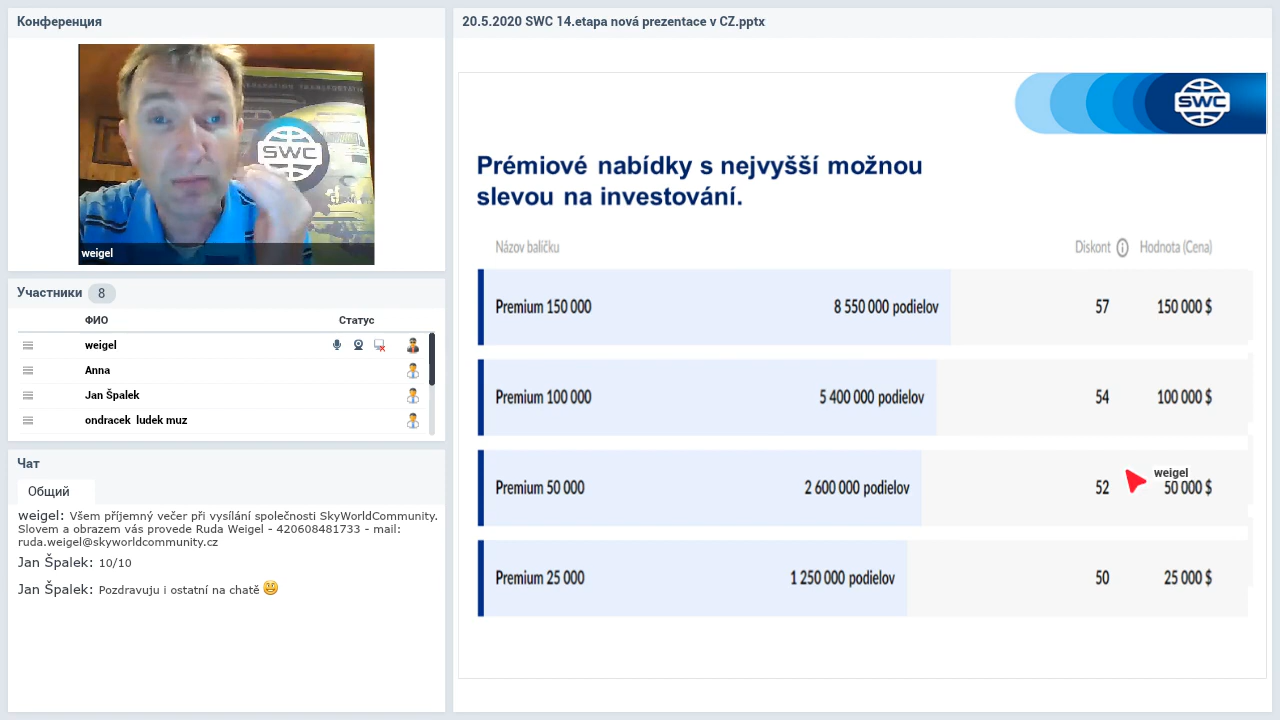 Конференция
SWC
weigel
Участники 8
ФИО Статус
weigel
Anna
Jan Špalek
ondracek ludek muz
Чат
Общий
weigel: Všem příjemný večer při vysílání společnosti SkyWorldCommunity.
Slovem a obrazem vás provede Ruda Weigel - 420608481733 - mail:
ruda.weigel@skyworldcommunity.cz
Jan Špalek: 10/10
Jan Špalek: Pozdravuju i ostatní na chatě
20.5.2020 SWC 14.etapa nová prezentace v CZ.pptx
SWC
Prémiové nabídky s nejvyšší možnou
slevou na investování.
Názov balíčku Diskont i Hodnota (Cena)
Premium 150 000 8 550 000 podielov 57 150 000 $
Premium 100 000 5 400 000 podielov 54 100 000 $
weigel
Premium 50 000 2 600 000 podielov 52 50 000 $
Premium 25 000 1 250 000 podielov 50 25 000 $